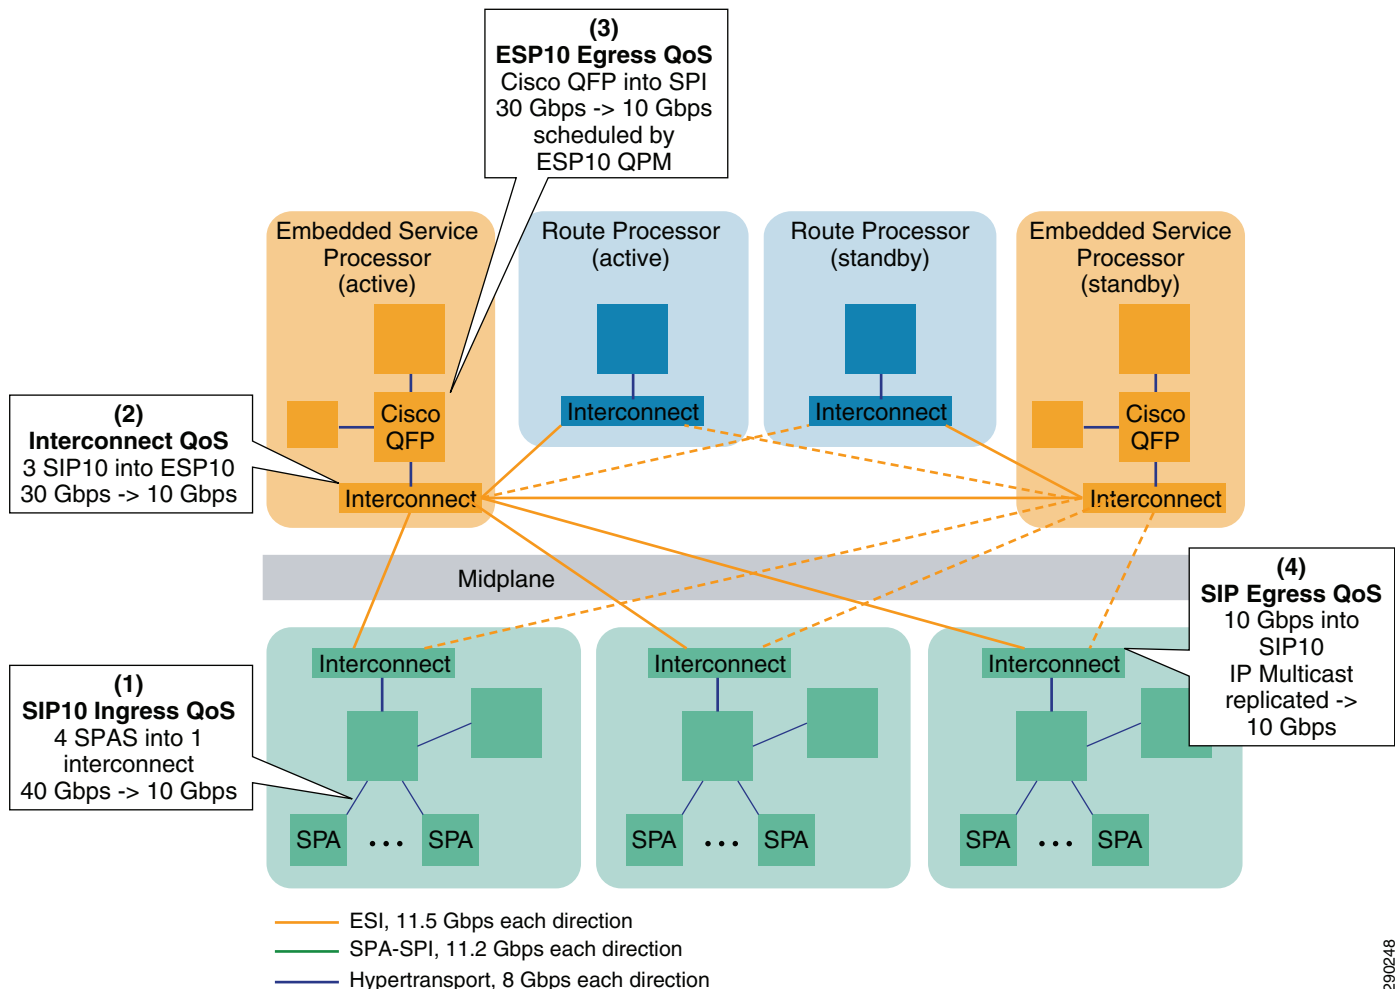 (3)
ESP10 Egress QoS
Cisco QFP into SPI
30 Gbps -> 10 Gbps
scheduled by
ESP10 QPM
Embedded Service
Processor
(active)
Route Processor
(active)
Route Processor
(standby)
Embedded Service
Processor
(standby)
Cisco
QFP
Interconnect
Interconnect
Interconnect
Cisco
QFP
Interconnect
(2)
Interconnect QoS
3 SIP10 into ESP10
30 Gbps -> 10 Gbps
Midplane
(4)
SIP Egress QoS
10 Gbps into
SIP10
IP Multicast
replicated ->
10 Gbps
(1)
SIP10 Ingress QoS
4 SPAS into 1
interconnect
40 Gbps -> 10 Gbps
Interconnect
Interconnect
Interconnect
SPA ... SPA
SPA ... SPA
SPA ... SPA
ESI, 11.5 Gbps each direction
SPA-SPI, 11.2 Gbps each direction
Hypertransport, 8 Gbps each direction
290248